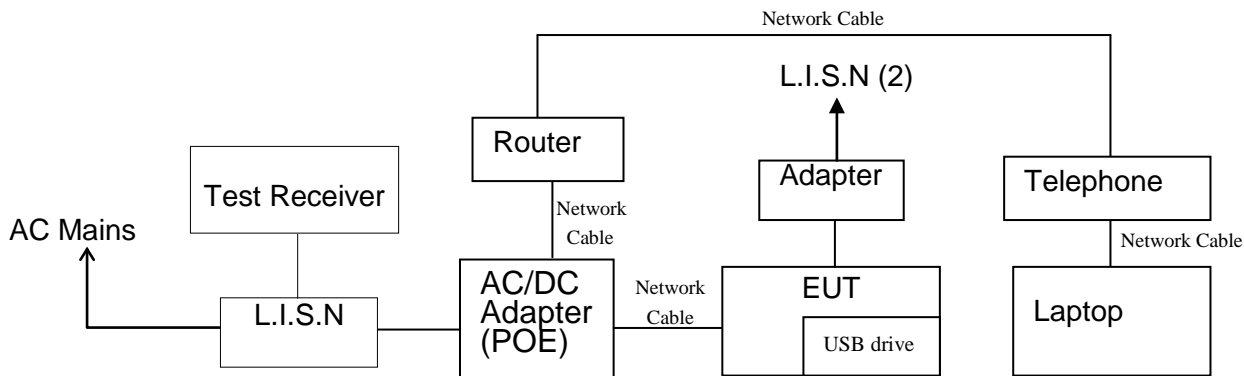 Network Cable
L.I.S.N (2)
Router
Adapter
Telephone
Test Receiver
AC Mains
Network
Cable
Network Cable
L.I.S.N
AC/DC
Adapter
(POE)
Network
Cable
EUT
USB drive
Laptop